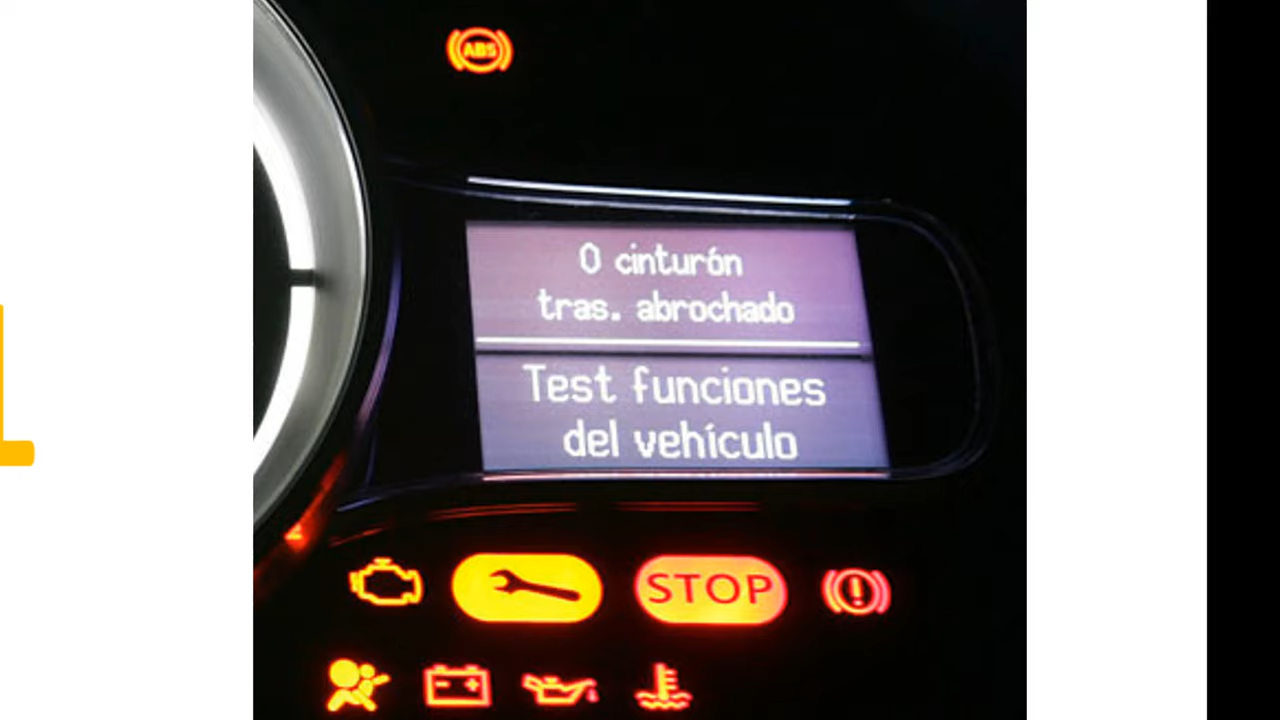 ABS
0 cinturón
tras. abrochado
Test funciones
del vehículo
STOP